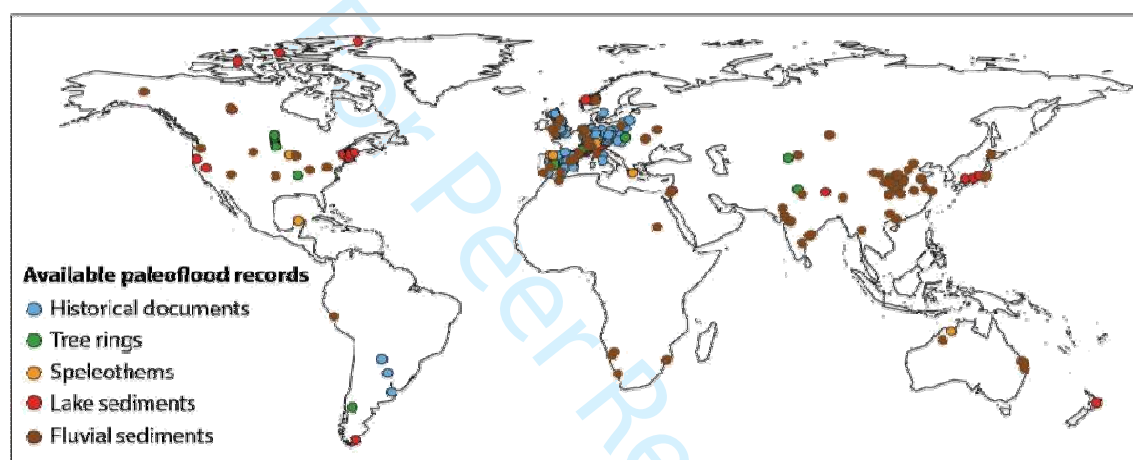 For Peer Re
Available paleoflood records
Historical documents
Tree rings
Speleothems
Lake sediments
Fluvial sediments